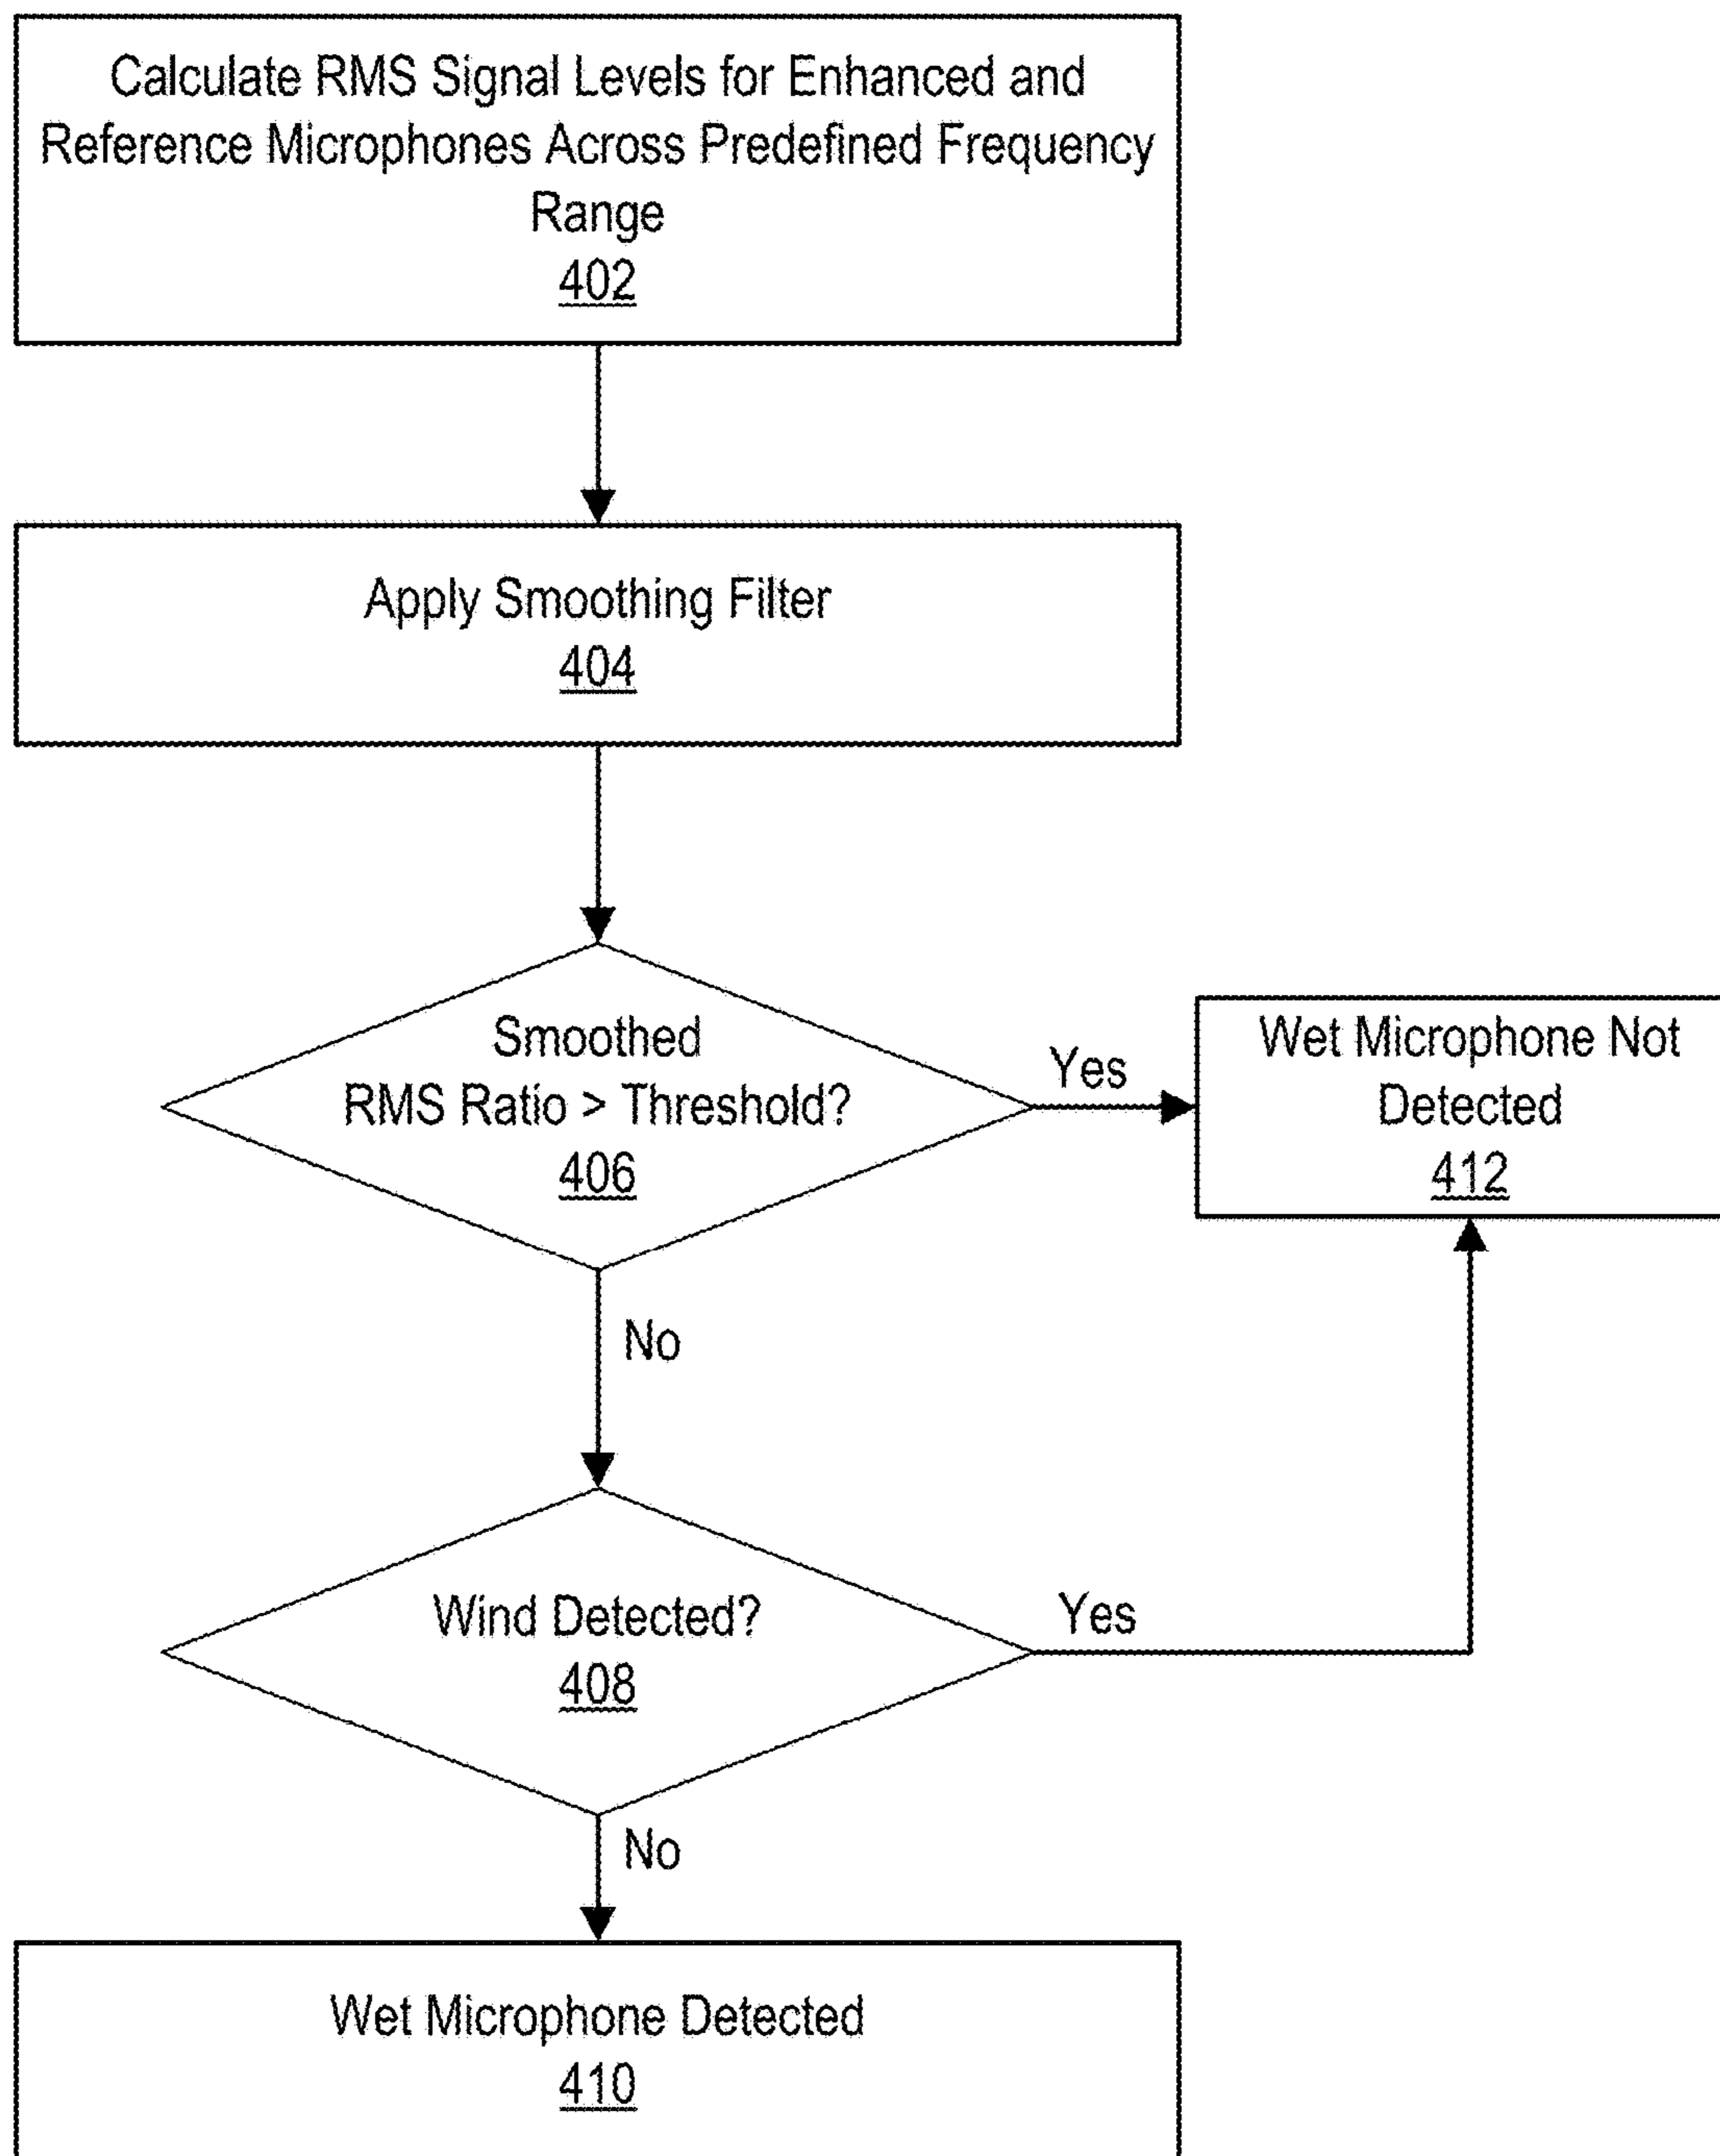 Calculate RMS Signal Levels for Enhanced and
Reference Microphones Across Predefined Frequency
Range
402
Apply Smoothing Filter
404
Smoothed
RMS Ratio > Threshold?
406
Yes
Wet Microphone Not
Detected
412
No
Wind Detected?
408
Yes
No
Wet Microphone Detected
410